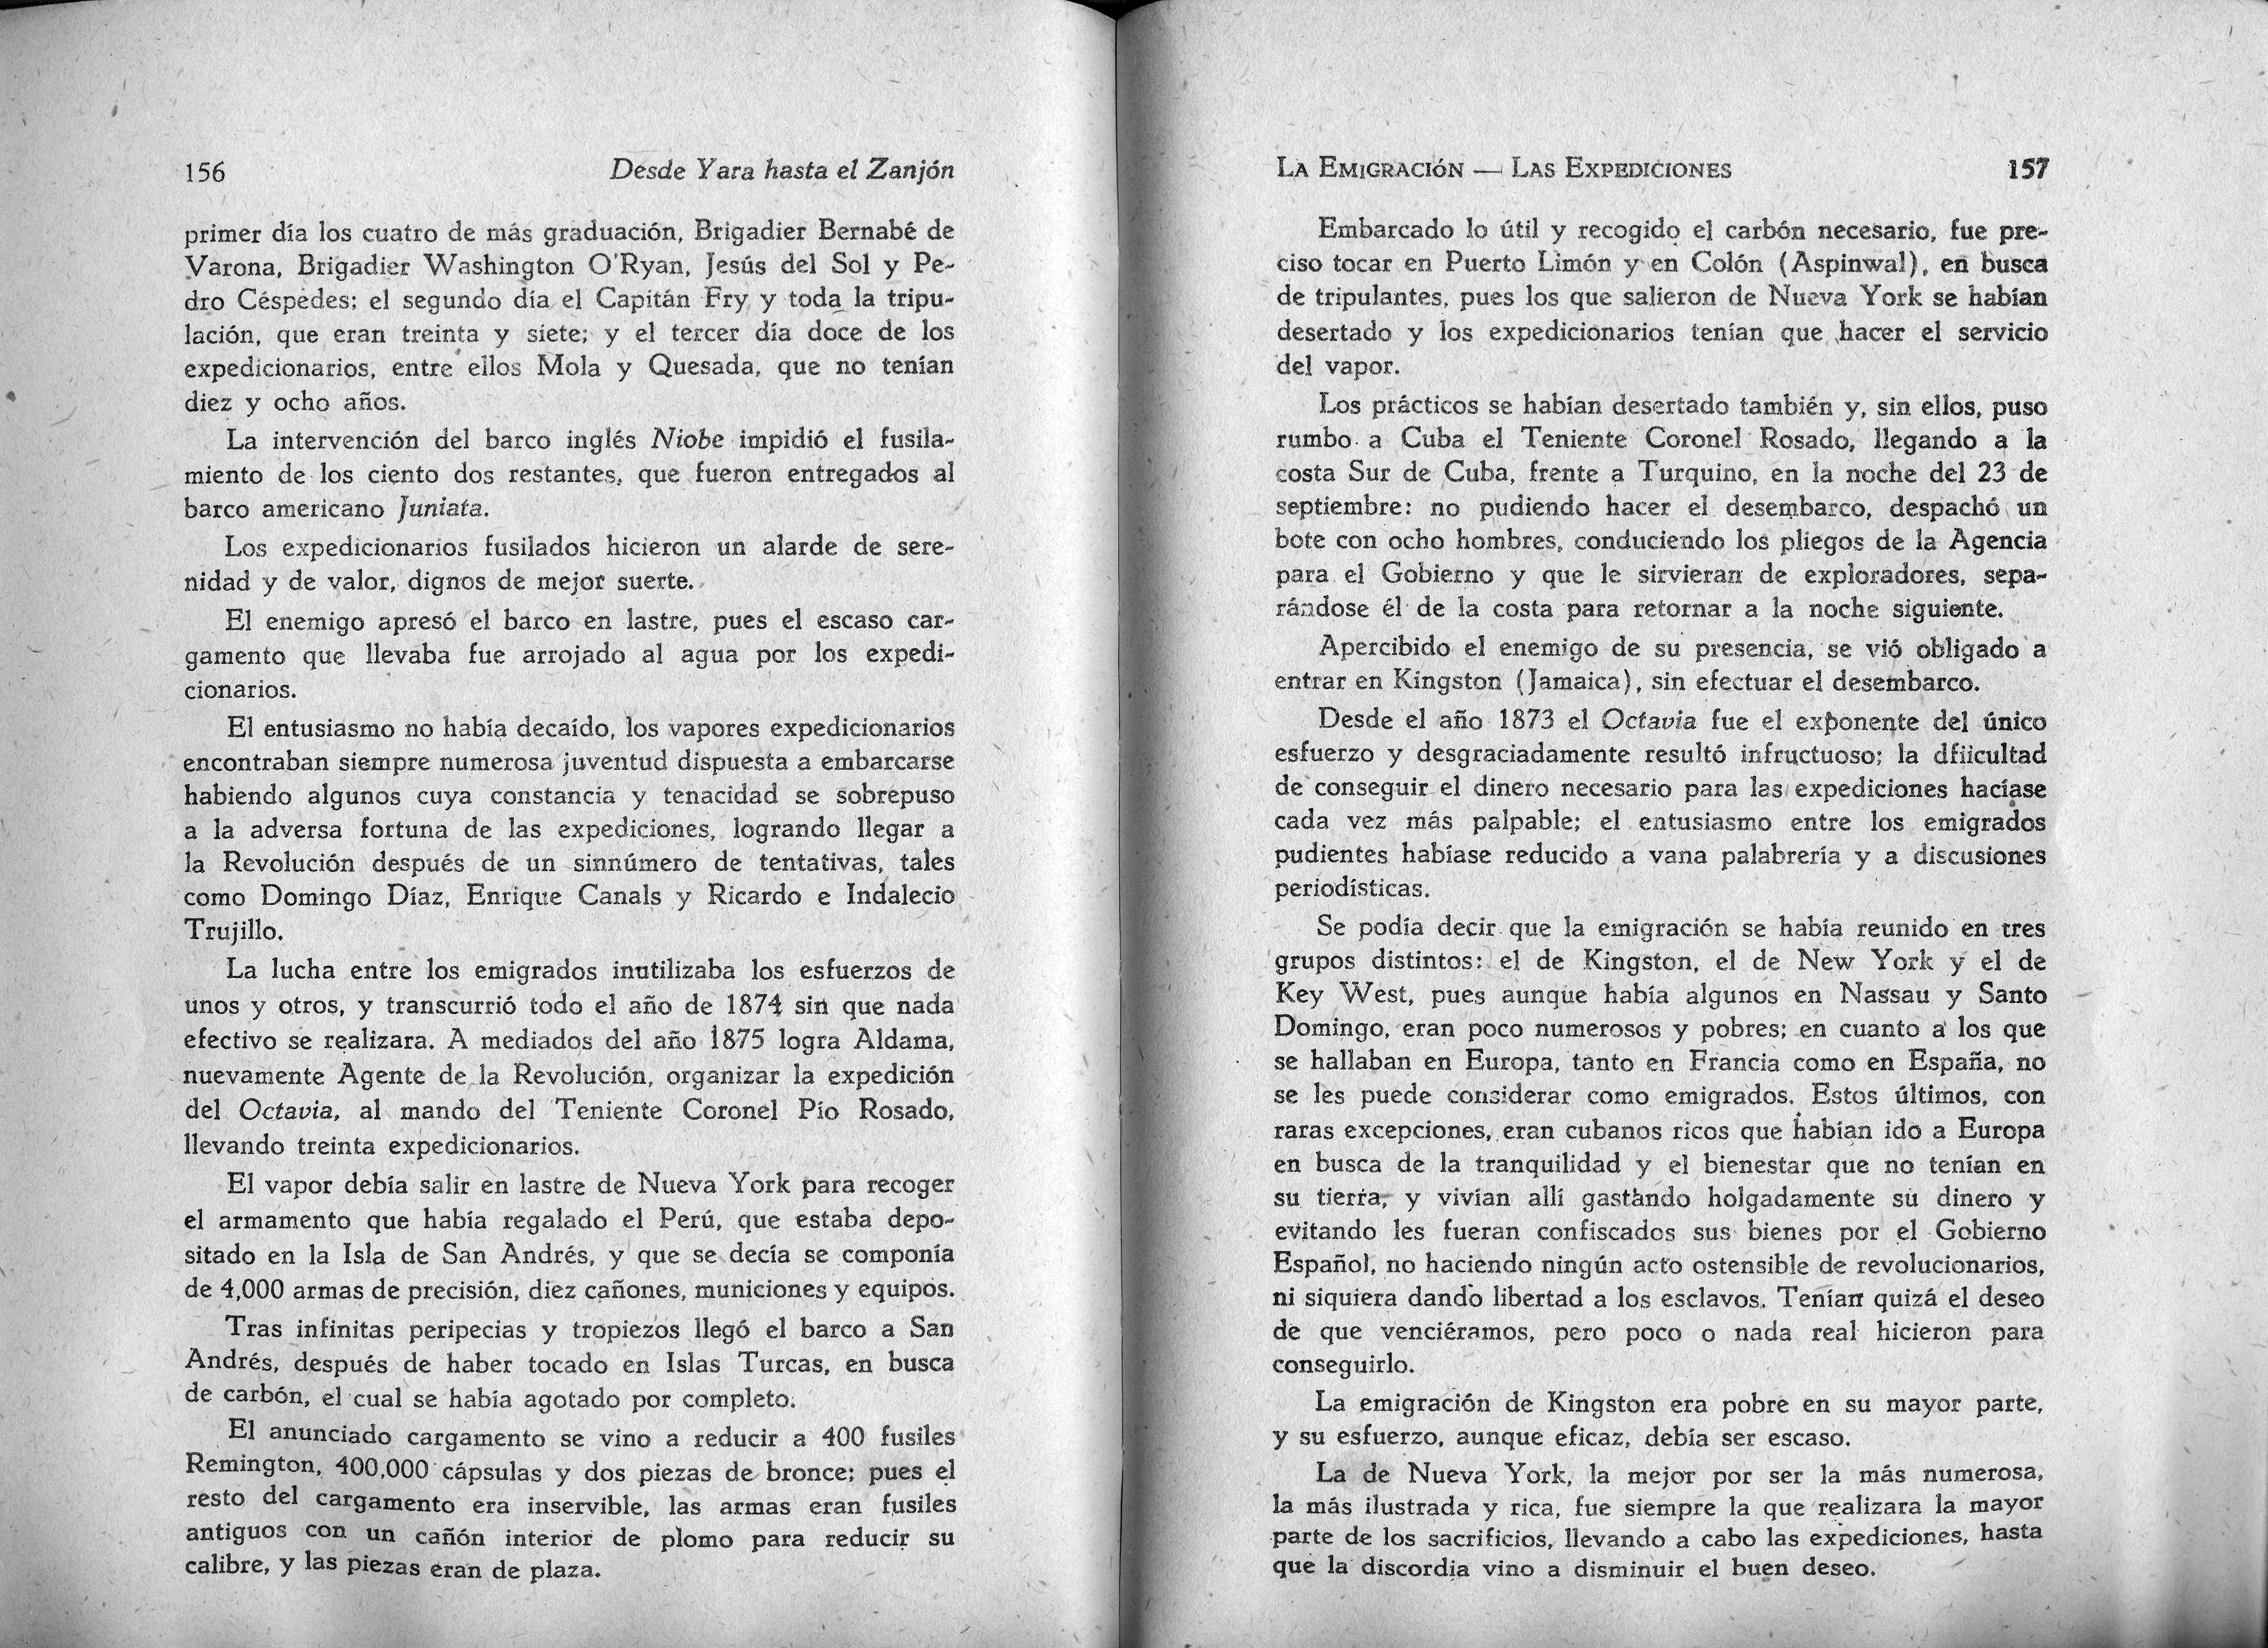 156 Desde Yara hasta el Zanjón
primer día los cuatro de más graduación, Brigadier Bernabé de
Varona, Brigadier Washington O'Ryan, Jesús del Sol y Pe-
dro Céspedes; el segundo día el Capitán Fry y toda la tripu-
lación, que eran treinta y siete; y el tercer día doce de los
expedicionarios, entre ellos Mola y Quesada, que no tenían
diez y ocho años.
La intervención del barco inglés Niobe impidió el fusila-
miento de los ciento dos restantes, que fueron entregados al
barco americano Juniata.
Los expedicionarios fusilados hicieron un alarde de sere-
nidad y de valor, dignos de mejor suerte.
El enemigo apresó el barco en lastre, pues el escaso car-
gamento que llevaba fue arrojado al agua por los expedi-
cionarios.
El entusiasmo no había decaído, los vapores expedicionarios
encontraban siempre numerosa juventud dispuesta a embarcarse
habiendo algunos cuya constancia y tenacidad se sobrepuso
a la adversa fortuna de las expediciones, logrando llegar a
la Revolución después de un sinnúmero de tentativas, tales
como Domingo Díaz, Enrique Canals y Ricardo e Indalecio
Trujillo.
La lucha entre los emigrados inutilizaba los esfuerzos de
unos y otros, y transcurrió todo el año de 1874 sin que nada
efectivo se realizara. A mediados del año 1875 logra Aldama,
nuevamente Agente de la Revolución, organizar la expedición
del Octavia, al mando del Teniente Coronel Pío Rosado,
llevando treinta expedicionarios.
El vapor debía salir en lastre de Nueva York para recoger
el armamento que había regalado el Perú, que estaba depo-
sitado en la Isla de San Andrés, y que se decía se componía
de 4,000 armas de precisión, diez cañones, municiones y equipos.
Tras infinitas peripecias y tropiezos llegó el barco a San
Andrés, después de haber tocado en Islas Turcas, en busca
de carbón, el cual se había agotado por completo.
El anunciado cargamento se vino a reducir a 400 fusiles
Remington, 400,000 cápsulas y dos piezas de bronce; pues el
resto del cargamento era inservible, las armas eran fusiles
antiguos con un cañón interior de plomo para reducir su
calibre, y las piezas eran de plaza.
La Emigración — Las Expediciones 157
Embarcado lo útil y recogido el carbón necesario, fue pre-
ciso tocar en Puerto Limón y en Colón (Aspinwal), en busca
de tripulantes, pues los que salieron de Nueva York se habían
desertado y los expedicionarios tenían que hacer el servicio
del vapor.
Los prácticos se habían desertado también y, sin ellos, puso
rumbo a Cuba el Teniente Coronel Rosado, llegando a la
costa Sur de Cuba, frente a Turquino, en la noche del 23 de
septiembre: no pudiendo hacer el desembarco, despachó un
bote con ocho hombres, conduciendo los pliegos de la Agencia
para el Gobierno y que le sirvieran de exploradores, sepa-
rándose él de la costa para retornar a la noche siguiente.
Apercibido el enemigo de su presencia, se vió obligado a
entrar en Kingston (Jamaica), sin efectuar el desembarco.
Desde el año 1873 el Octavia fue el exponente del único
esfuerzo y desgraciadamente resultó infructuoso; la dfiicultad
de conseguir el dinero necesario para las expediciones hacíase
cada vez más palpable; el entusiasmo entre los emigrados
pudientes habíase reducido a vana palabrería y a discusiones
periodísticas.
Se podía decir que la emigración se había reunido en tres
grupos distintos: el de Kingston, el de New York y el de
Key West, pues aunque había algunos en Nassau y Santo
Domingo, eran poco numerosos y pobres; en cuanto a los que
se hallaban en Europa, tanto en Francia como en España, no
se les puede considerar como emigrados. Estos últimos, con
raras excepciones, eran cubanos ricos que habían ido a Europa
en busca de la tranquilidad y el bienestar que no tenían en
su tierra, y vivían allí gastando holgadamente su dinero y
evitando les fueran confiscados sus bienes por el Gobierno
Español, no haciendo ningún acto ostensible de revolucionarios,
ni siquiera dando libertad a los esclavos. Tenían quizá el deseo
de que venciéramos, pero poco o nada real hicieron para
conseguirlo.
La emigración de Kingston era pobre en su mayor parte,
y su esfuerzo, aunque eficaz, debía ser escaso.
La de Nueva York, la mejor por ser la más numerosa,
la más ilustrada y rica, fue siempre la que realizara la mayor
parte de los sacrificios, llevando a cabo las expediciones, hasta
que la discordia vino a disminuir el buen deseo.